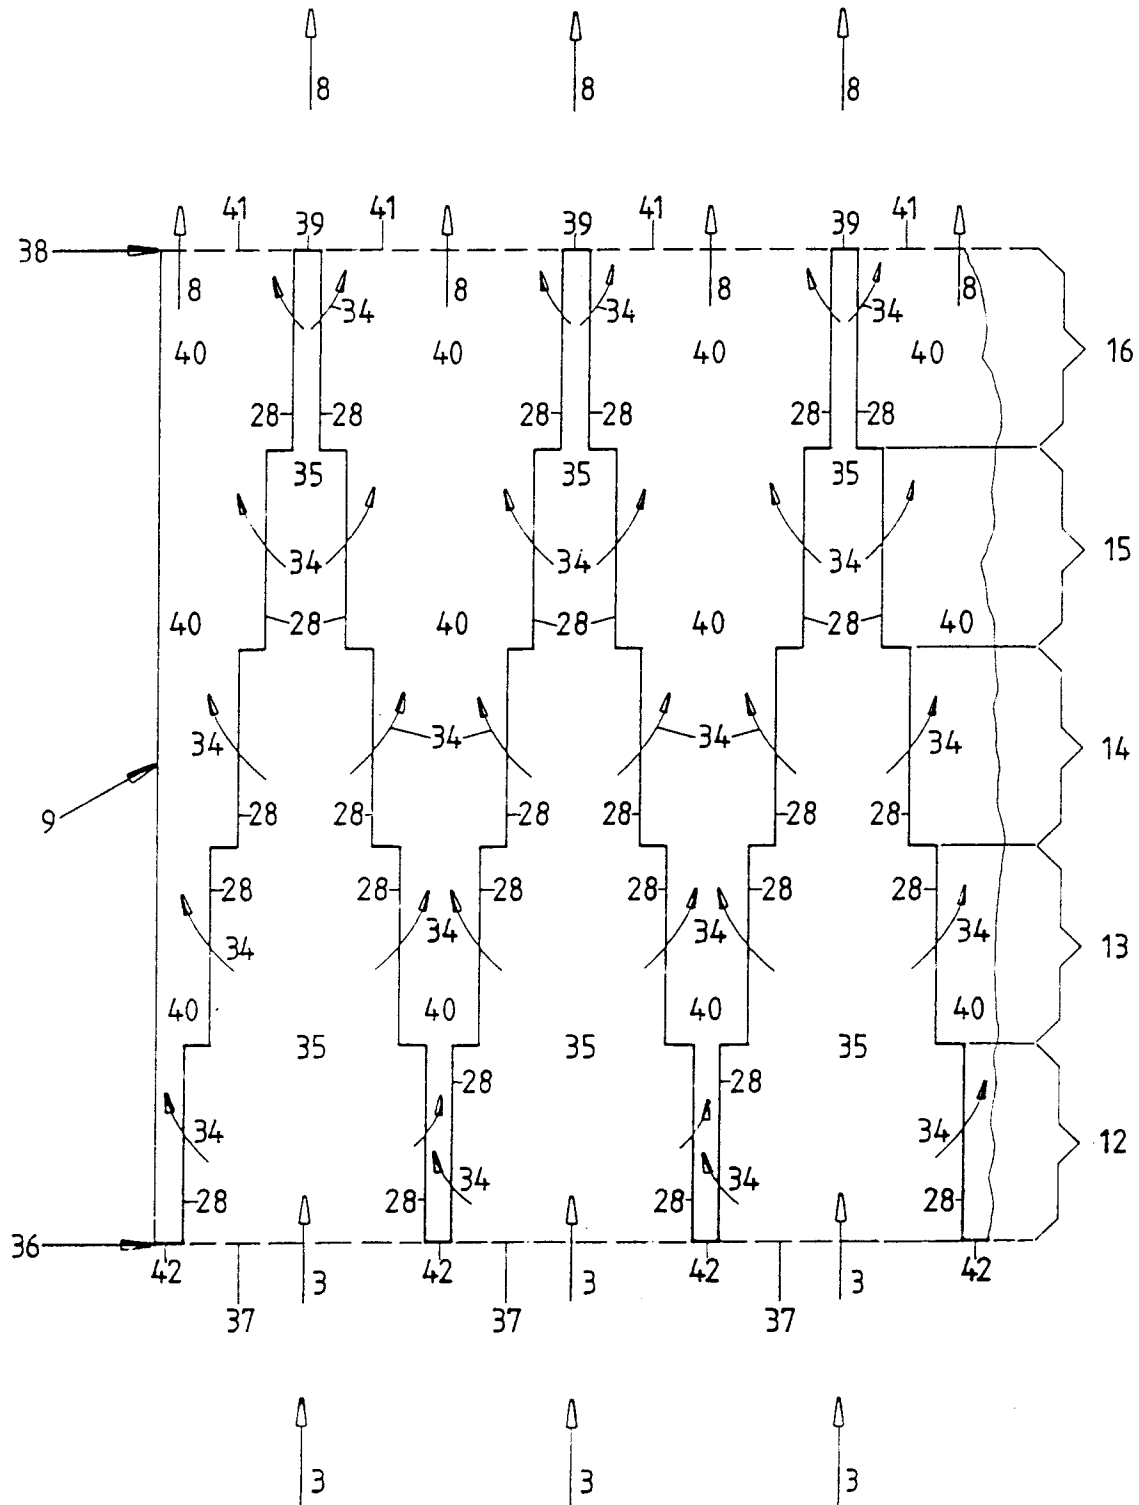 8 8 8
41 41 39 39 41 39 41
38
8 8 8 8
34 34 34
40 40 40 40 16
28 28 28 28 28 28
35 35 35
34 34 34 15
40 28 40 28 40 28 40
34 34 34 34 14
9 28 28 28 28 28 28
28 28 28 28 28 28
34 34 34 34 13
40 40 40 40
35 35 35
28 28
34 34 12
34 34
28 28 28 28
36
42 3 42 3 42 3 42
37 37 37
3 3 3